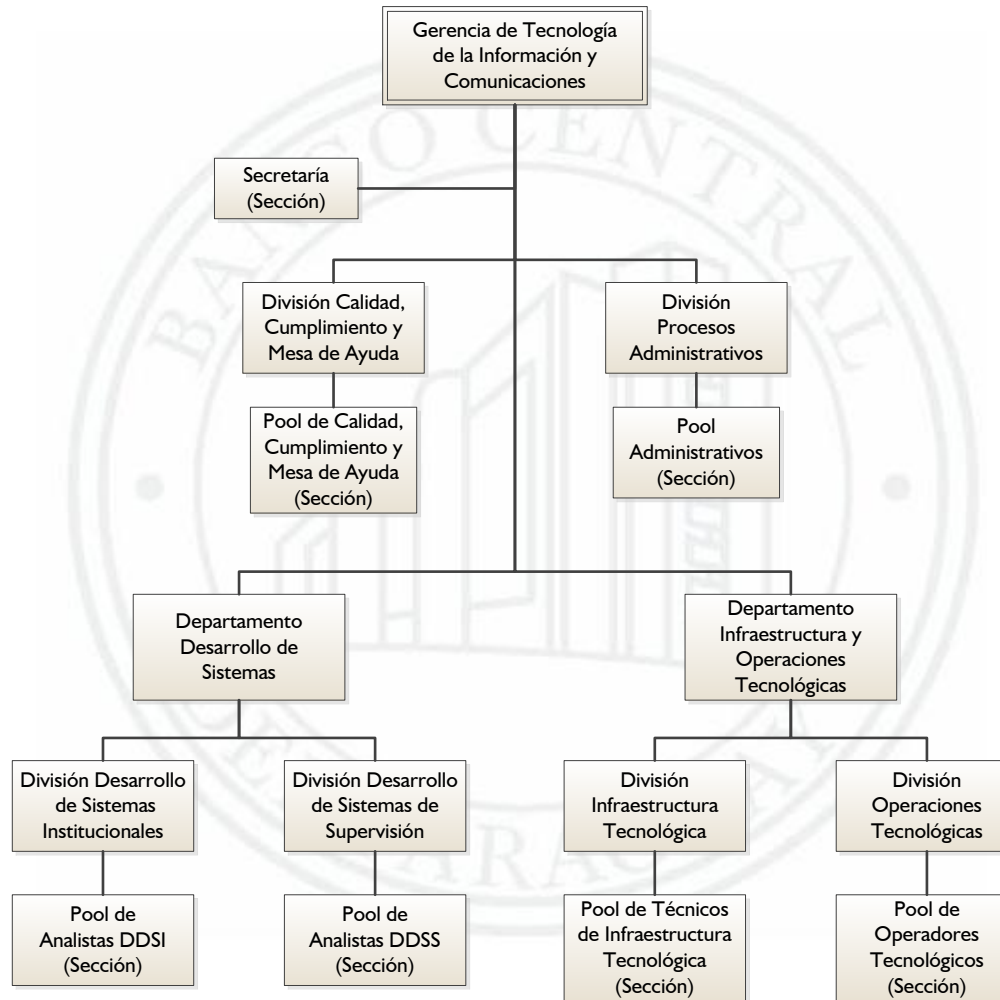 Gerencia de Tecnología
de la Información y
Comunicaciones
Secretaría
(Sección)
División Calidad,
Cumplimiento y
Mesa de Ayuda
División
Procesos
Administrativos
Pool de Calidad,
Cumplimiento y
Mesa de Ayuda
(Sección)
Pool
Administrativos
(Sección)
Departamento
Desarrollo de
Sistemas
Departamento
Infraestructura y
Operaciones
Tecnológicas
División Desarrollo
de Sistemas
Institucionales
División Desarrollo
de Sistemas de
Supervisión
División
Infraestructura
Tecnológica
División
Operaciones
Tecnológicas
Pool de
Analistas DDSI
(Sección)
Pool de
Analistas DDSS
(Sección)
Pool de Técnicos
de Infraestructura
Tecnológica
(Sección)
Pool de
Operadores
Tecnológicos
(Sección)
BANCO CENTRAL